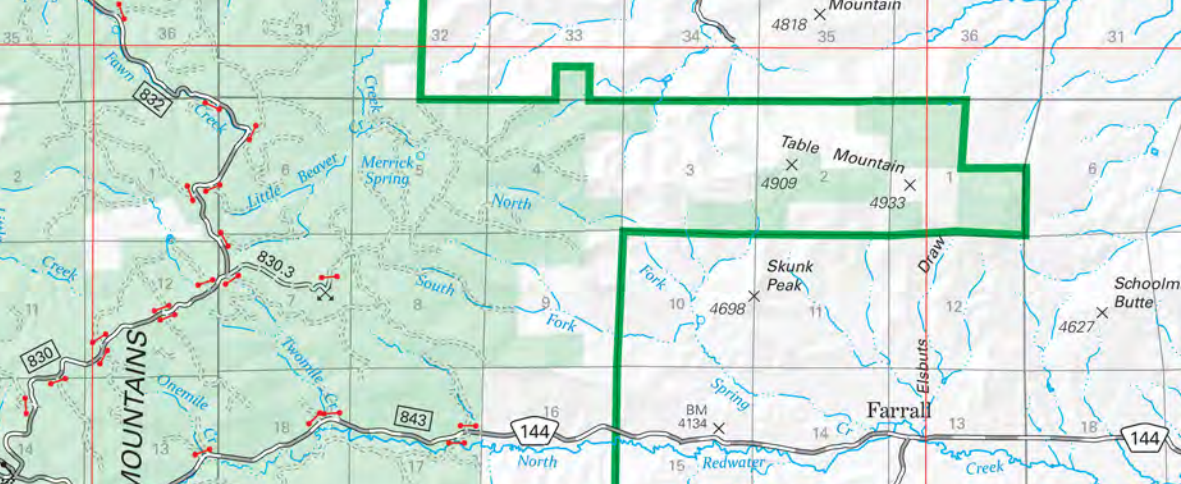 Mountain
4818
35
36
31
32
33
34
35
36
31
Fawn
Creek
832
Creek
Table Mountain
4909
4933
2
1
6
Little Beaver
Merrick
Spring
5
4
3
2
1
6
North
Creek
Draw
830.3
South
Fork
Fork
Skunk
Peak
4698
Schoolm
Butte
4627
11
12
7
8
9
10
11
12
830
MOUNTAINS
Twomile Cr
Onemile
Cr
Elsbuts
Spring
Cr
BM
4134
Farrall
843
144
16
14
13
18
14
13
18
144
17
15
North
Redwater
Creek